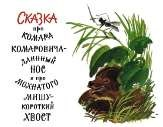 СКАЗКА
про
КОМАРА
КОМАРОВИЧА-
ДЛИННЫЙ
НОС
и про
МОХНАТОГО
МИШУ-
КОРОТКИЙ
ХВОСТ